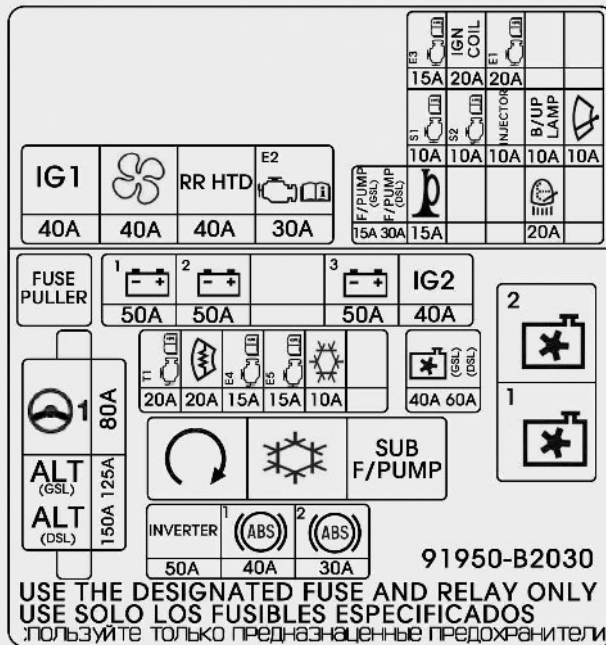 E3 IGN COIL E1
15A 20A 20A
S1 S2 INJECTOR B/UP LAMP
10A 10A 10A 10A 10A
IG1 RR HTD E2
40A 40A 40A 30A
F/PUMP (GSL) F/PUMP (DSL)
15A 30A 15A 20A
FUSE PULLER
1 2 3 IG2
50A 50A 50A 40A
2
1
T1 E4 E5 (GSL) (DSL)
20A 20A 15A 15A 10A 40A 60A
1 80A
ALT (GSL) 125A
ALT (DSL) 150A
SUB F/PUMP
INVERTER 1 (ABS) 2 (ABS)
50A 40A 30A
91950-B2030
USE THE DESIGNATED FUSE AND RELAY ONLY
USE SOLO LOS FUSIBLES ESPECIFICADOS
:пользуйте только предназнаценные предохранители